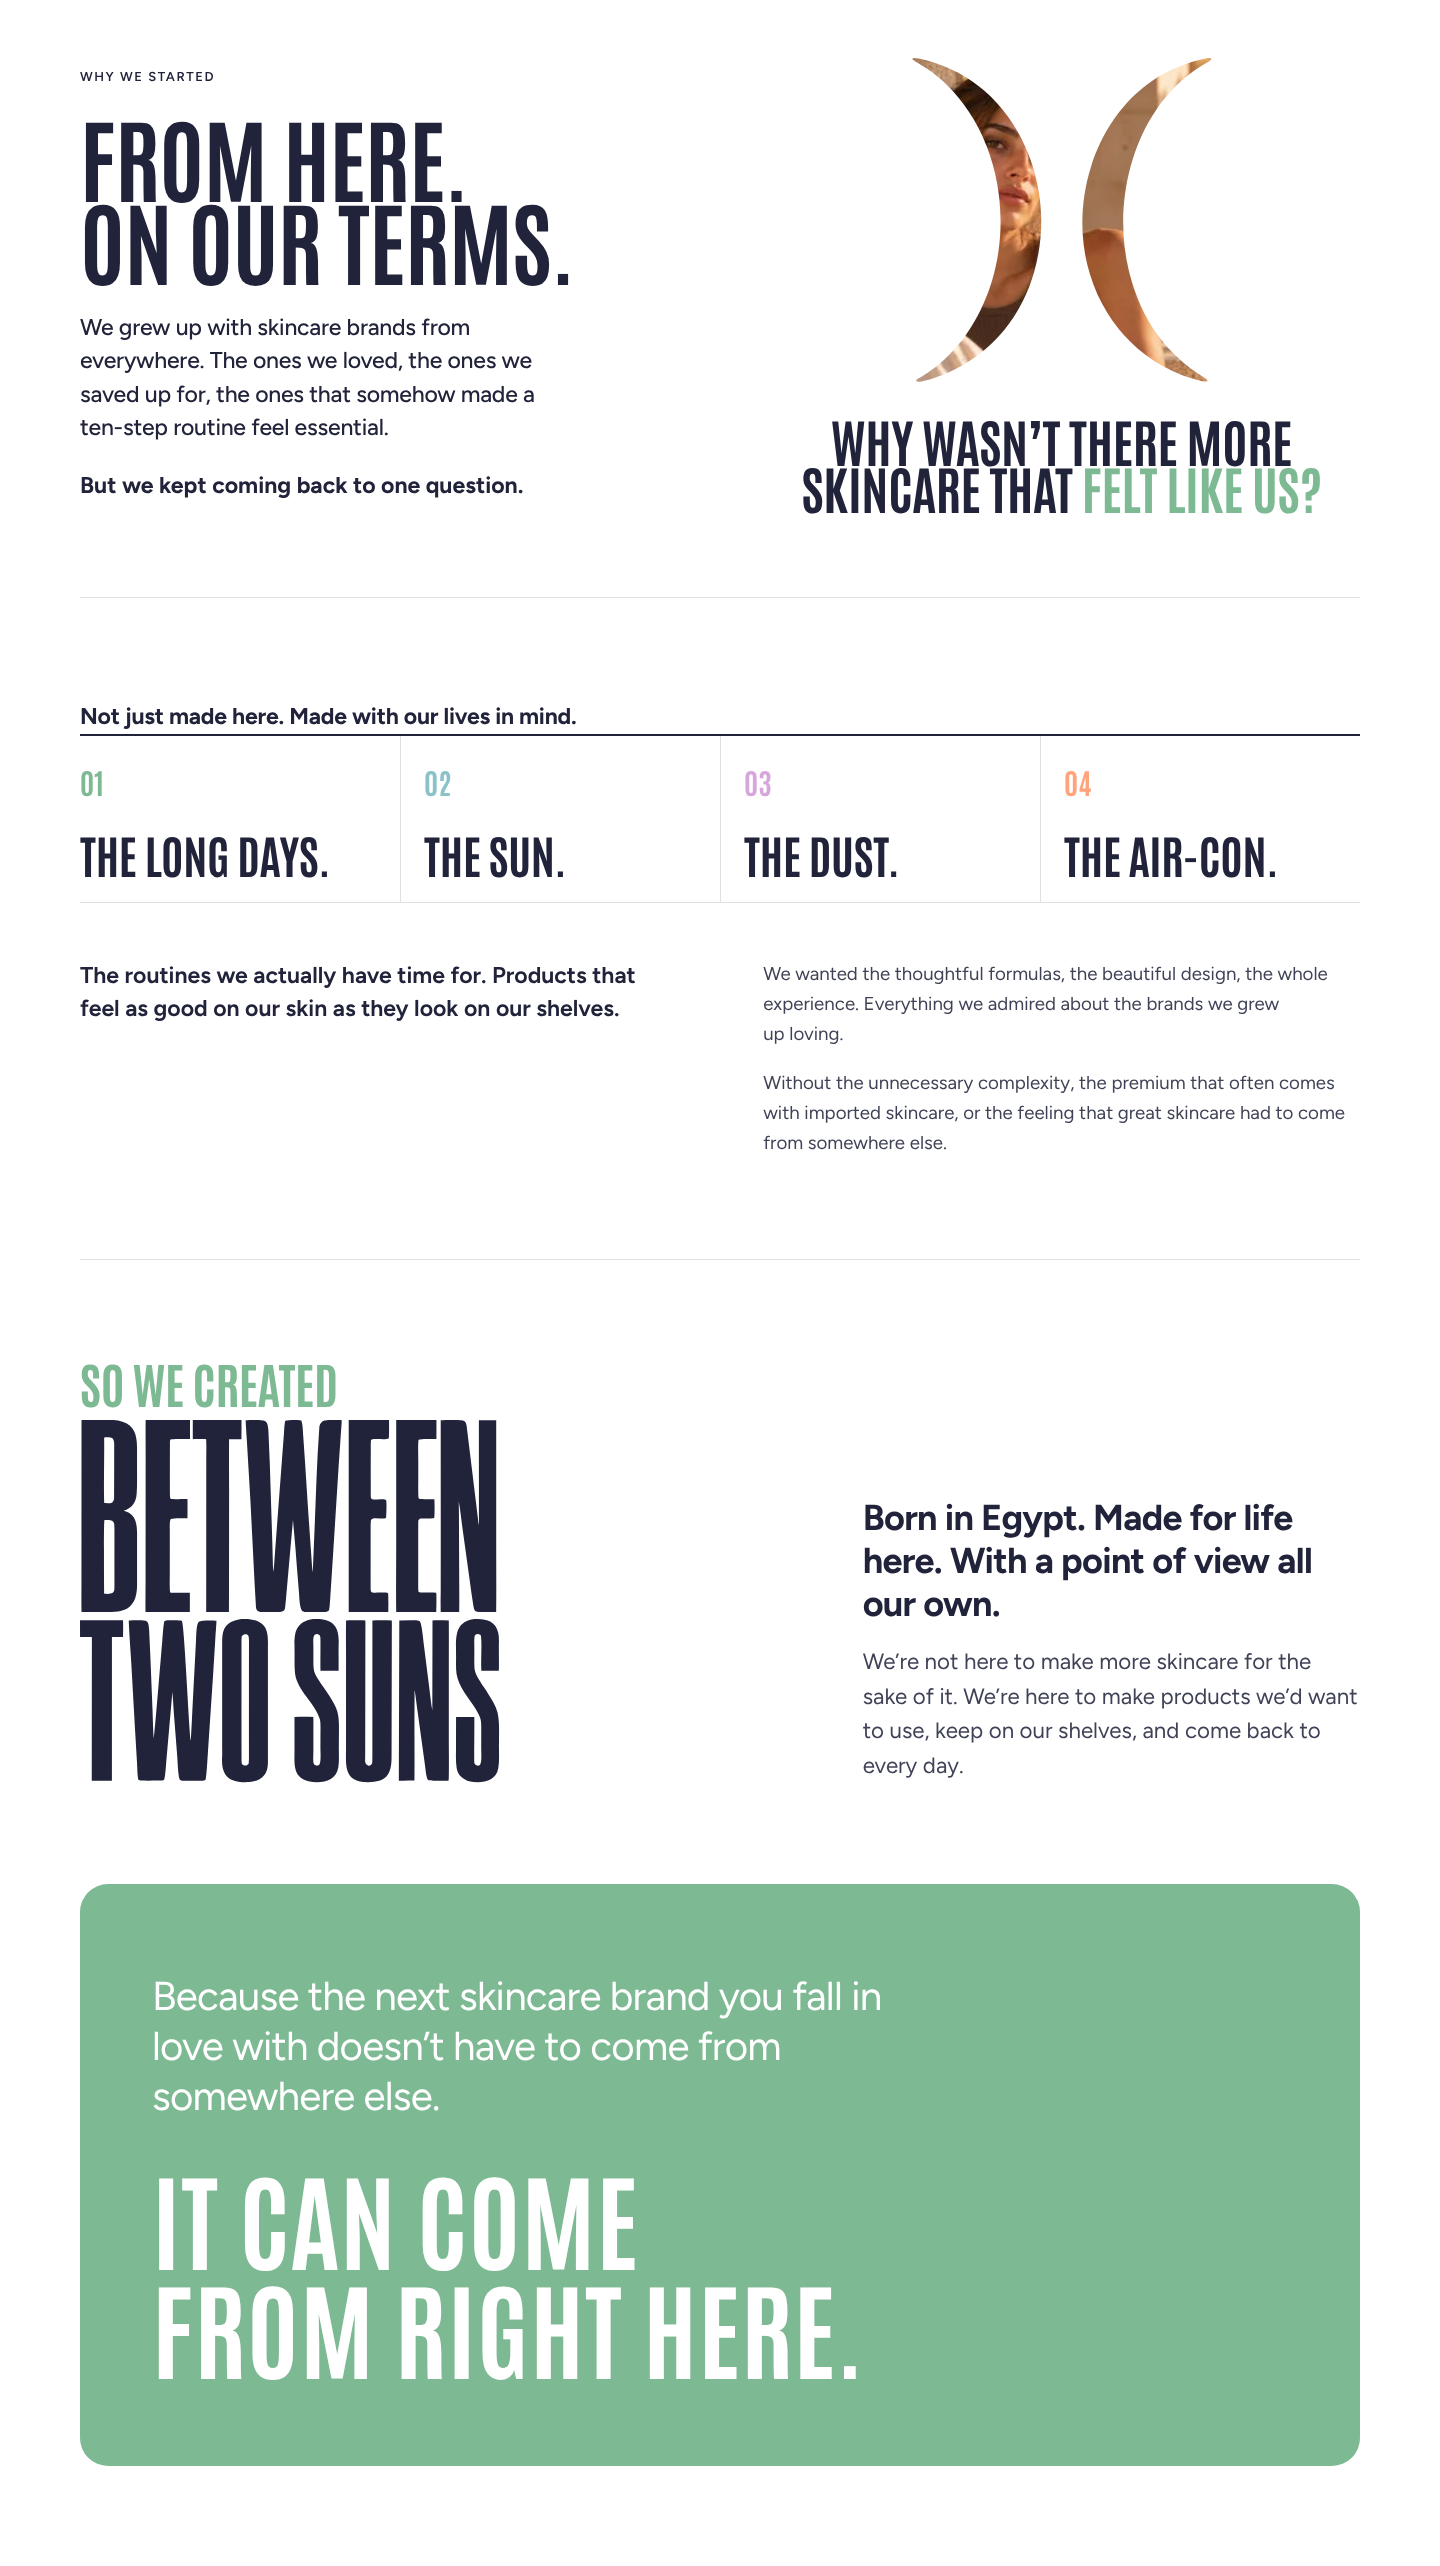 WHY WE STARTED
FROM HERE.
ON OUR TERMS.
We grew up with skincare brands from
everywhere. The ones we loved, the ones we
saved up for, the ones that somehow made a
ten-step routine feel essential.
But we kept coming back to one question.
WHY WASN’T THERE MORE
SKINCARE THAT FELT LIKE US?
Not just made here. Made with our lives in mind.
01
THE LONG DAYS.
02
THE SUN.
03
THE DUST.
04
THE AIR-CON.
The routines we actually have time for. Products that
feel as good on our skin as they look on our shelves.
We wanted the thoughtful formulas, the beautiful design, the whole
experience. Everything we admired about the brands we grew
up loving.
Without the unnecessary complexity, the premium that often comes
with imported skincare, or the feeling that great skincare had to come
from somewhere else.
SO WE CREATED
BETWEEN
TWO SUNS
Born in Egypt. Made for life
here. With a point of view all
our own.
We’re not here to make more skincare for the
sake of it. We’re here to make products we’d want
to use, keep on our shelves, and come back to
every day.
Because the next skincare brand you fall in
love with doesn’t have to come from
somewhere else.
IT CAN COME
FROM RIGHT HERE.